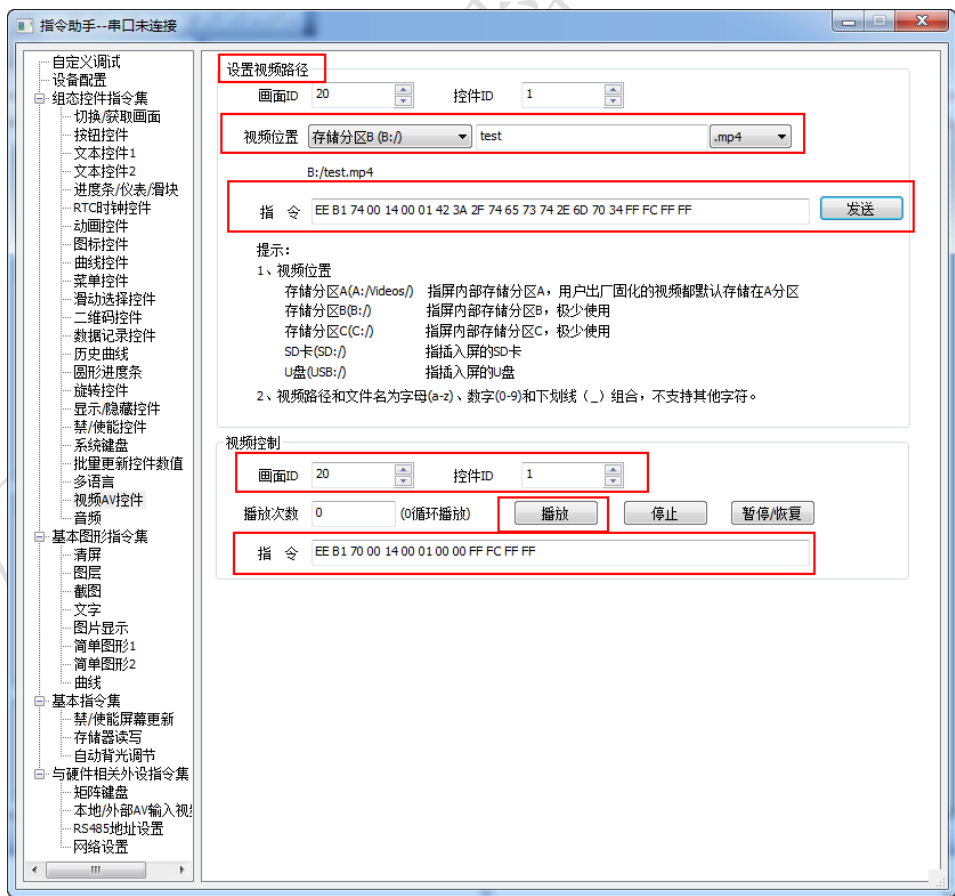 指令助手--串口未连接
自定义调试
设备配置
组态控件指令集
切换/获取画面
按钮控件
文本控件1
文本控件2
进度条/仪表/滑块
RTC时钟控件
动画控件
图标控件
曲线控件
菜单控件
滑动选择控件
二维码控件
数据记录控件
历史曲线
圆形进度条
旋转控件
显示/隐藏控件
禁/使能控件
系统键盘
批量更新控件数值
多语言
视频AV控件
音频
基本图形指令集
清屏
图层
截图
文字
图片显示
简单图形1
简单图形2
曲线
基本指令集
禁/使能屏幕更新
存储器读写
自动背光调节
与硬件相关外设指令集
矩阵键盘
本地/外部AV输入视
RS485地址设置
网络设置
设置视频路径
画面ID 20 控件ID 1
视频位置 存储分区B (B:/) test .mp4
B:/test.mp4
指 令 EE B1 74 00 14 00 01 42 3A 2F 74 65 73 74 2E 6D 70 34 FF FC FF FF 发送
提示:
1、视频位置
存储分区A(A:/Videos/) 指屏内部存储分区A，用户出厂固化的视频都默认存储在A分区
存储分区B(B:/) 指屏内部存储分区B，极少使用
存储分区C(C:/) 指屏内部存储分区C，极少使用
SD卡(SD:/) 指插入屏的SD卡
U盘(USB:/) 指插入屏的U盘
2、视频路径和文件名为字母(a-z)、数字(0-9)和下划线（_）组合，不支持其他字符。
视频控制
画面ID 20 控件ID 1
播放次数 0 (0循环播放) 播放 停止 暂停/恢复
指 令 EE B1 70 00 14 00 01 00 00 FF FC FF FF